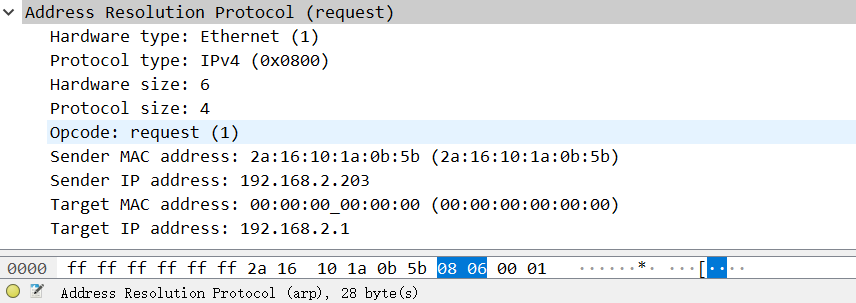 Address Resolution Protocol (request)
Hardware type: Ethernet (1)
Protocol type: IPv4 (0x0800)
Hardware size: 6
Protocol size: 4
Opcode: request (1)
Sender MAC address: 2a:16:10:1a:0b:5b (2a:16:10:1a:0b:5b)
Sender IP address: 192.168.2.203
Target MAC address: 00:00:00_00:00:00 (00:00:00:00:00:00)
Target IP address: 192.168.2.1
0000 ff ff ff ff ff ff 2a 16 10 1a 0b 5b 08 06 00 01 ······*· ···[····
Address Resolution Protocol (arp), 28 byte(s)